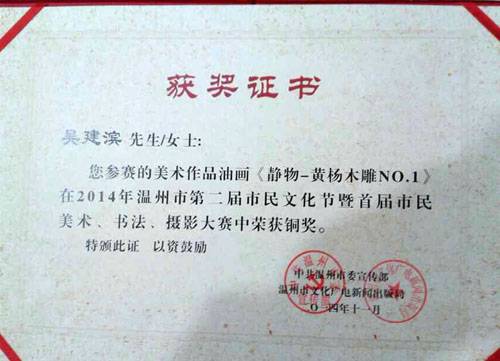 获奖证书
吴建滨 先生/女士:
您参赛的美术作品油画《静物-黄杨木雕NO.1》
在2014年温州市第二届市民文化节暨首届市民
美术、书法、摄影大赛中荣获铜奖。
特颁此证 以资鼓励
中共温州市委宣传部
温州市文化广电新闻出版局
〇一四年十一月